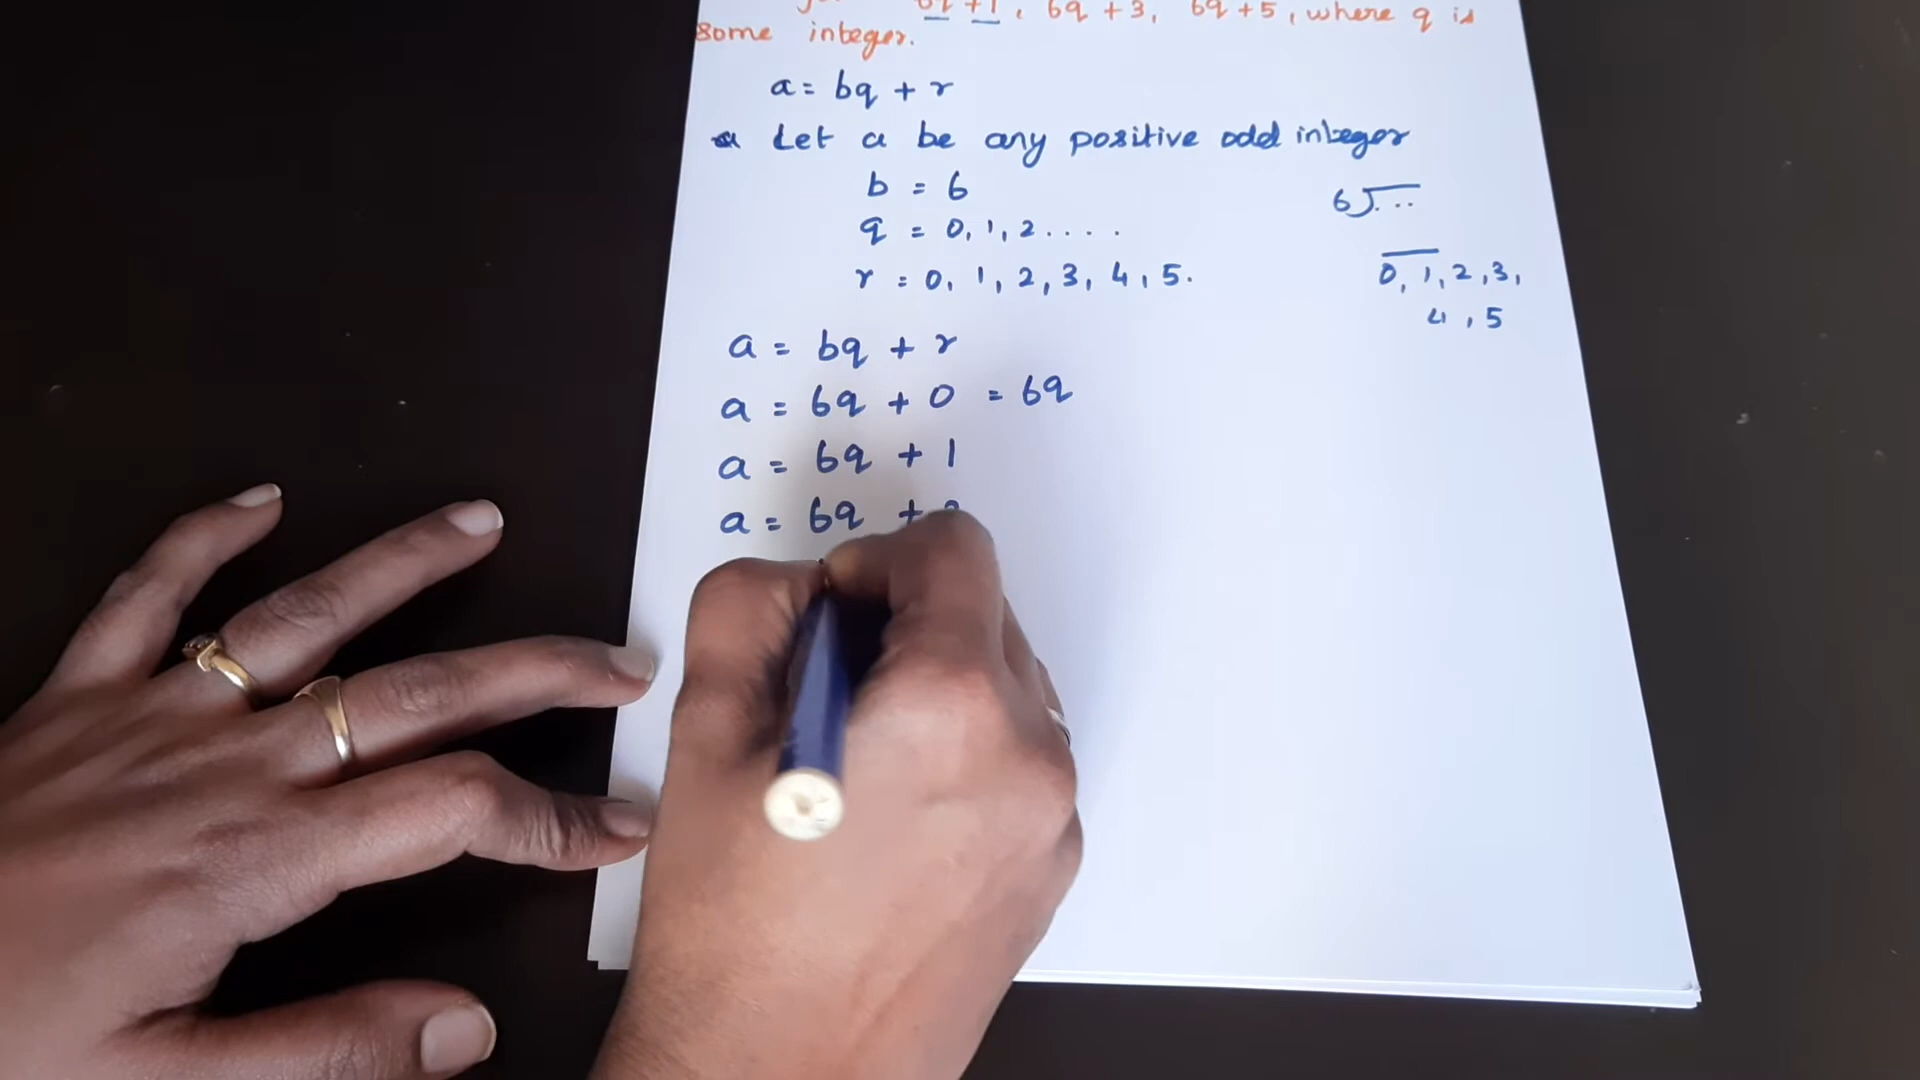 6q + 1, 6q + 3, 6q + 5, where q is
some integer.
a = bq + r
Let a be any positive odd integer
b = 6
q = 0, 1, 2 . . . .
r = 0, 1, 2, 3, 4, 5.
6 ...
0, 1, 2, 3,
4, 5
a = bq + r
a = 6q + 0 = 6q
a = 6q + 1
a = 6q +